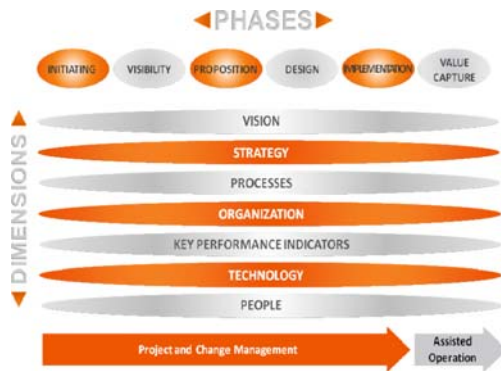 PHASES
INITIATING
VISIBILITY
PROPOSITION
DESIGN
IMPLEMENTATION
VALUE
CAPTURE
DIMENSIONS
VISION
STRATEGY
PROCESSES
ORGANIZATION
KEY PERFORMANCE INDICATORS
TECHNOLOGY
PEOPLE
Project and Change Management
Assisted
Operation